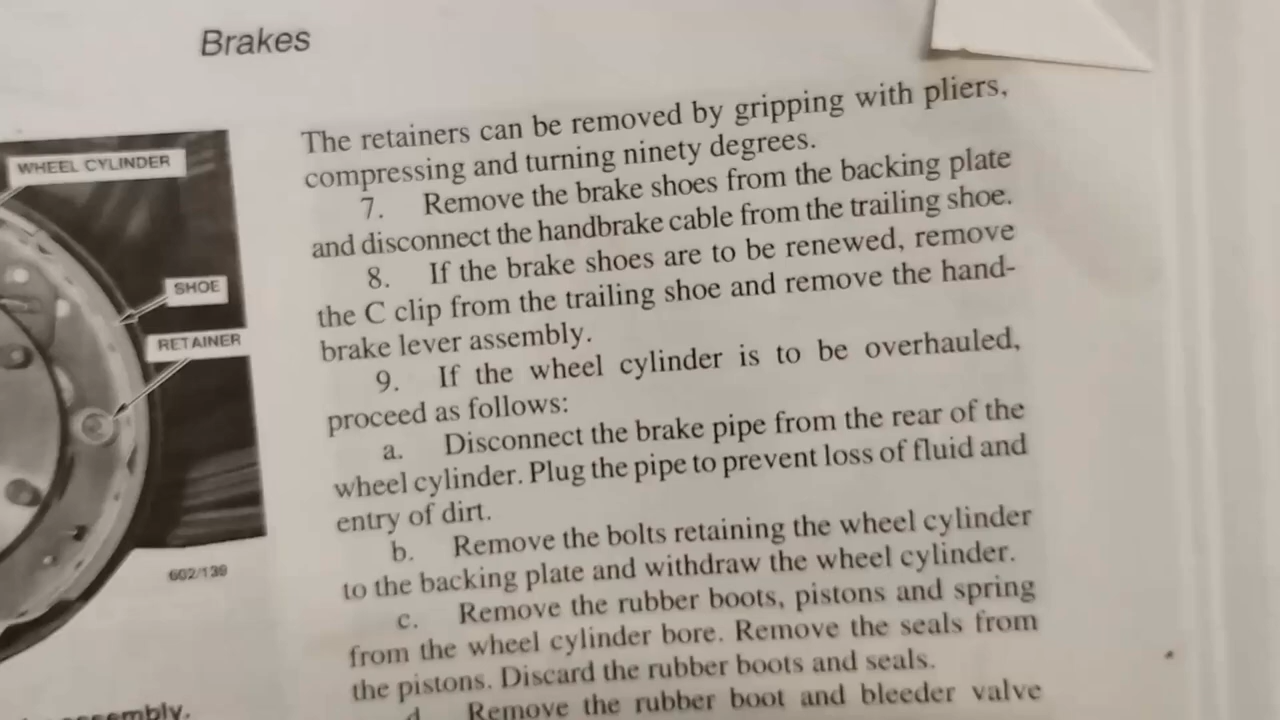 Brakes
WHEEL CYLINDER
SHOE
RETAINER
602/139
The retainers can be removed by gripping with pliers,
compressing and turning ninety degrees.
7. Remove the brake shoes from the backing plate
and disconnect the handbrake cable from the trailing shoe.
8. If the brake shoes are to be renewed, remove
the C clip from the trailing shoe and remove the hand-
brake lever assembly.
9. If the wheel cylinder is to be overhauled,
proceed as follows:
a. Disconnect the brake pipe from the rear of the
wheel cylinder. Plug the pipe to prevent loss of fluid and
entry of dirt.
b. Remove the bolts retaining the wheel cylinder
to the backing plate and withdraw the wheel cylinder.
c. Remove the rubber boots, pistons and spring
from the wheel cylinder bore. Remove the seals from
the pistons. Discard the rubber boots and seals.
d Remove the rubber boot and bleeder valve